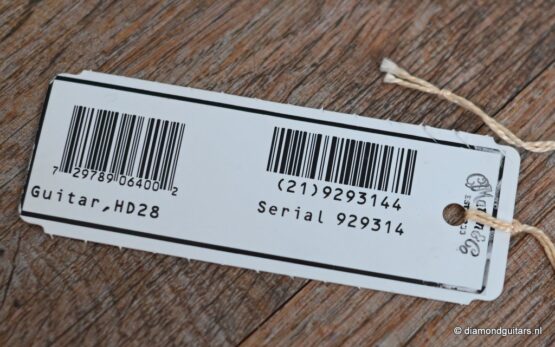 7 29789 06400 2
Guitar,HD28
(21)9293144
Serial 929314
© diamondguitars.nl